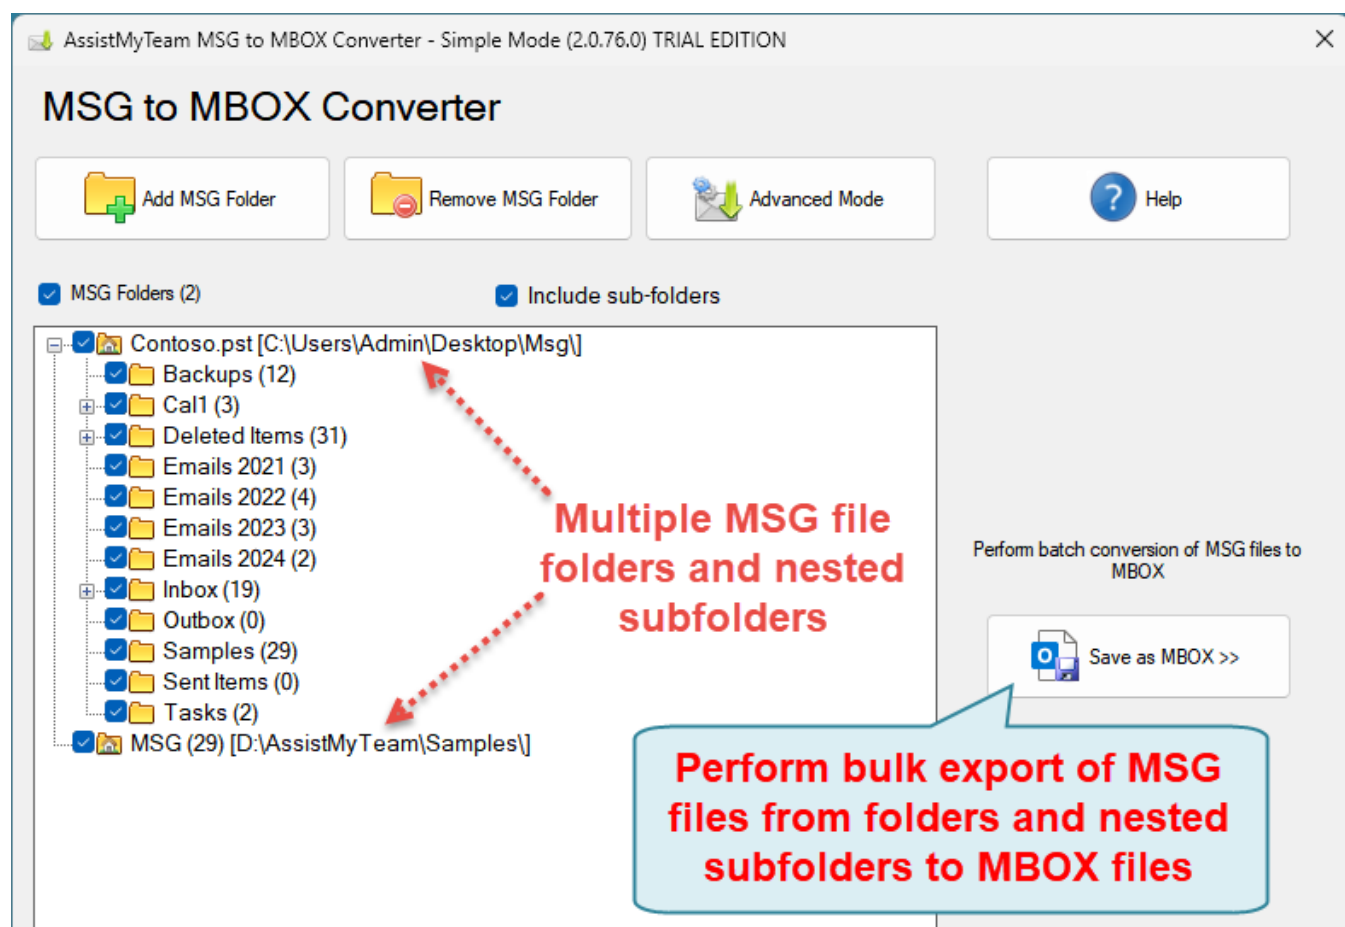 AssistMyTeam MSG to MBOX Converter - Simple Mode (2.0.76.0) TRIAL EDITION
MSG to MBOX Converter
Add MSG Folder
Remove MSG Folder
Advanced Mode
Help
MSG Folders (2)
Include sub-folders
Contoso.pst [C:\Users\Admin\Desktop\Msg\]
Backups (12)
Cal1 (3)
Deleted Items (31)
Emails 2021 (3)
Emails 2022 (4)
Emails 2023 (3)
Emails 2024 (2)
Inbox (19)
Outbox (0)
Samples (29)
Sent Items (0)
Tasks (2)
MSG (29) [D:\AssistMyTeam\Samples\]
Multiple MSG file
folders and nested
subfolders
Perform batch conversion of MSG files to
MBOX
Save as MBOX >>
Perform bulk export of MSG
files from folders and nested
subfolders to MBOX files